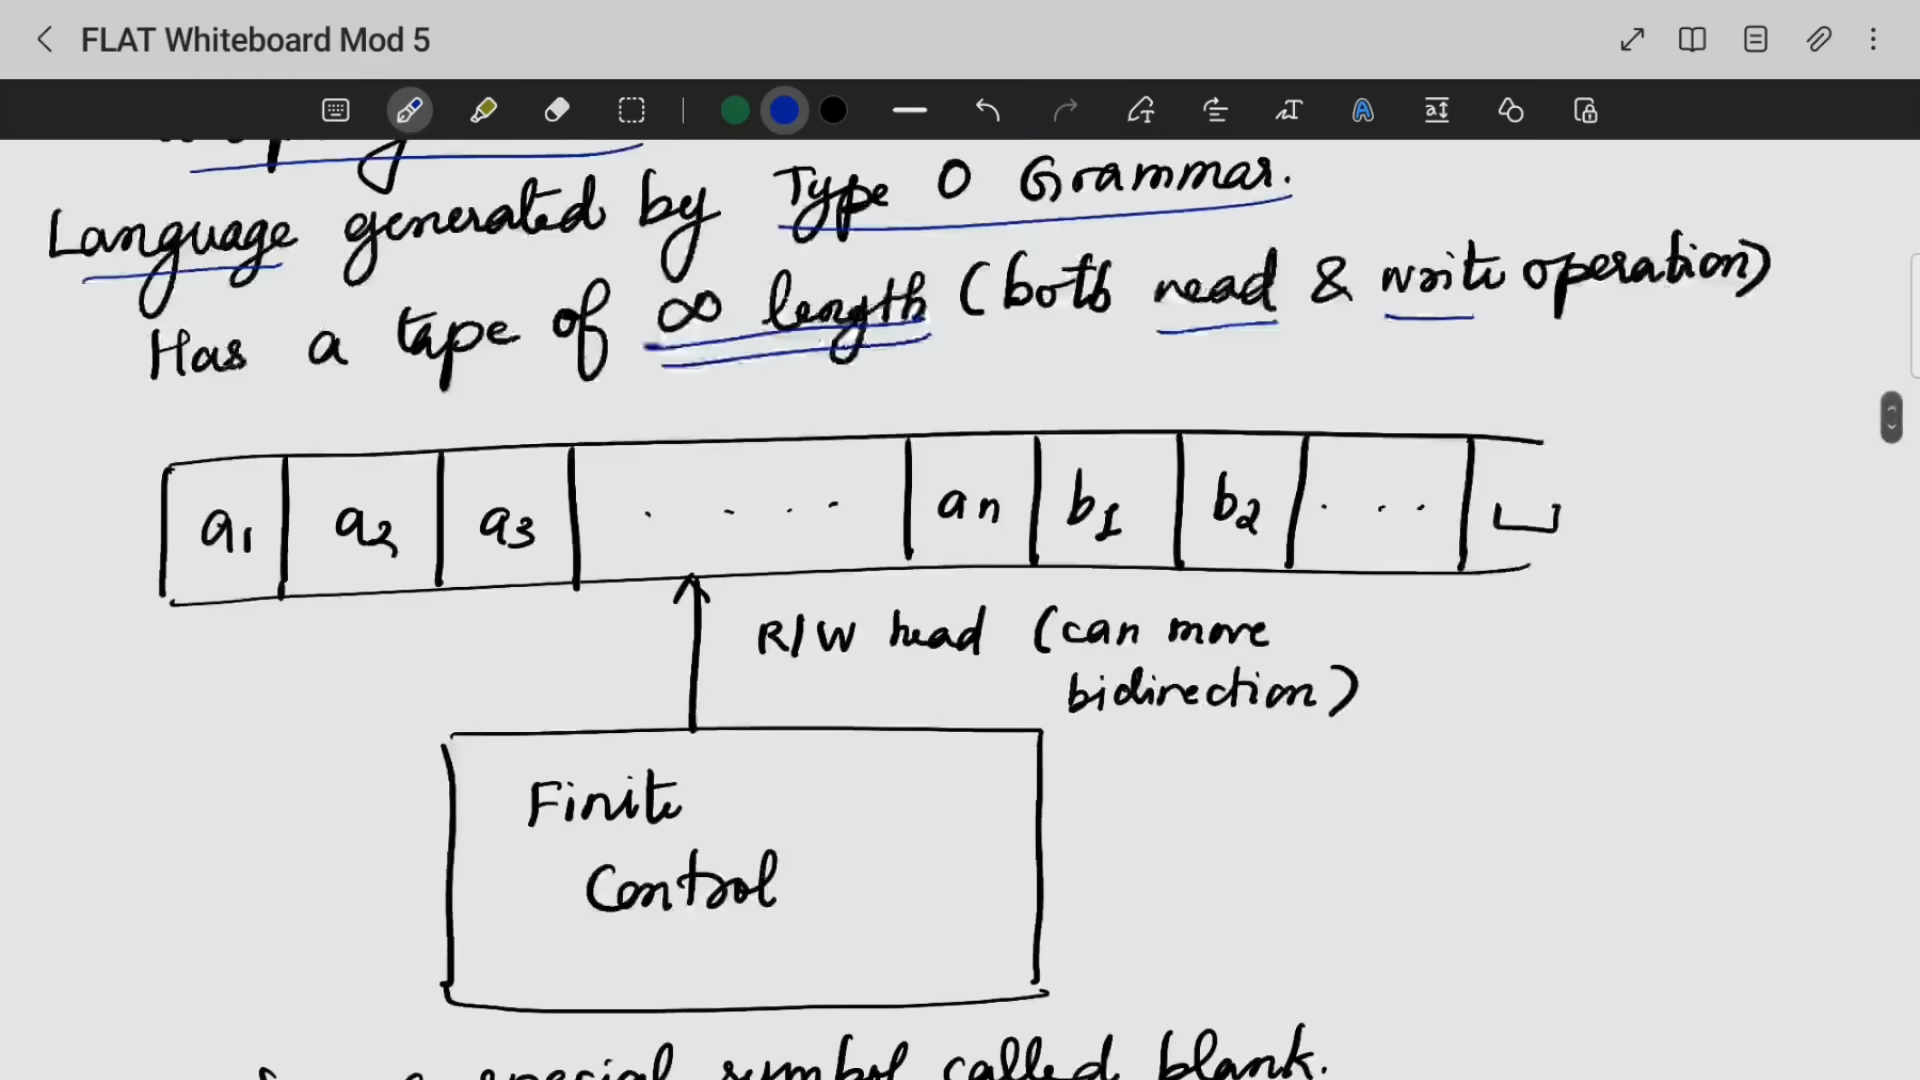 FLAT Whiteboard Mod 5
Language generated by Type 0 Grammar.
Has a tape of ∞ length (both read & write operation)
a1 a2 a3 . . . . an b1 b2 . . . ⌴
R/W head (can move
bidirection)
Finite
Control
a special symbol called blank.